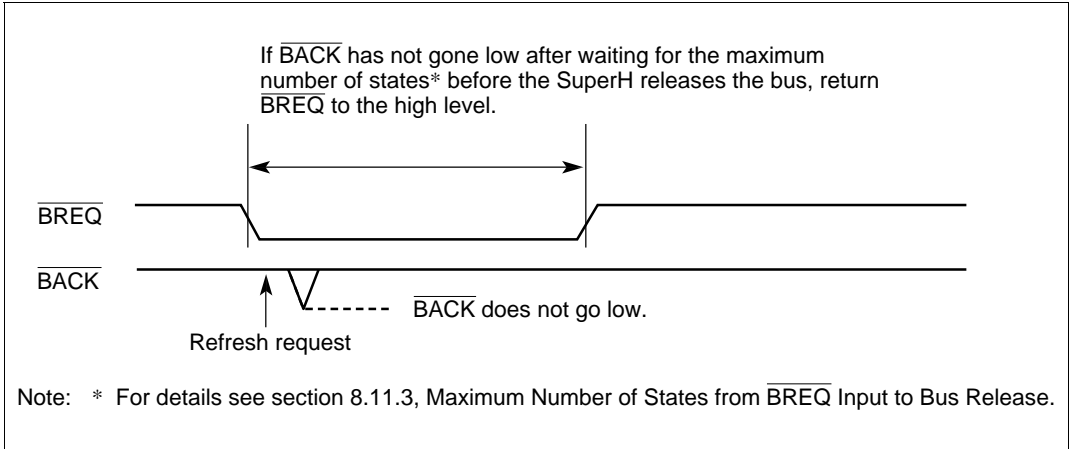 If BACK has not gone low after waiting for the maximum
number of states* before the SuperH releases the bus, return
BREQ to the high level.
BREQ
BACK
BACK does not go low.
Refresh request
Note: * For details see section 8.11.3, Maximum Number of States from BREQ Input to Bus Release.